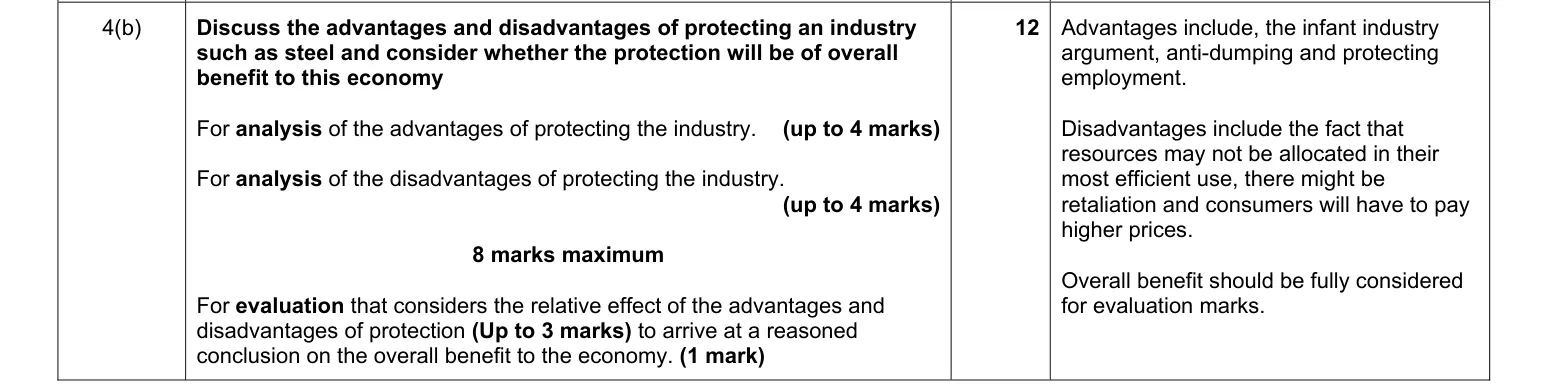 4(b)
Discuss the advantages and disadvantages of protecting an industry
such as steel and consider whether the protection will be of overall
benefit to this economy
For analysis of the advantages of protecting the industry. (up to 4 marks)
For analysis of the disadvantages of protecting the industry.
(up to 4 marks)
8 marks maximum
For evaluation that considers the relative effect of the advantages and
disadvantages of protection (Up to 3 marks) to arrive at a reasoned
conclusion on the overall benefit to the economy. (1 mark)
12
Advantages include, the infant industry
argument, anti-dumping and protecting
employment.
Disadvantages include the fact that
resources may not be allocated in their
most efficient use, there might be
retaliation and consumers will have to pay
higher prices.
Overall benefit should be fully considered
for evaluation marks.